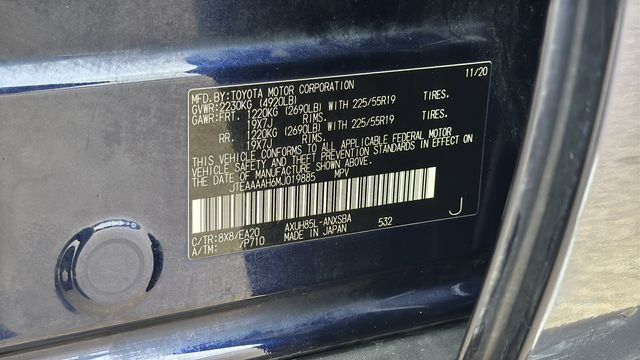 MFD.BY:TOYOTA MOTOR CORPORATION 11/20
GVWR:2230KG (4920LB)
GAWR:FRT. 1220KG (2690LB) WITH 225/55R19 TIRES.
19X7J RIMS.
RR. 1220KG (2690LB) WITH 225/55R19 TIRES.
19X7J RIMS.
THIS VEHICLE CONFORMS TO ALL APPLICABLE FEDERAL MOTOR
VEHICLE SAFETY AND THEFT PREVENTION STANDARDS IN EFFECT ON
THE DATE OF MANUFACTURE SHOWN ABOVE.
JTEAAAAH6MJ019885 MPV
C/TR:8X8/EA20 AXUH85L-ANXSBA 532
A/TM: -/P710 MADE IN JAPAN J